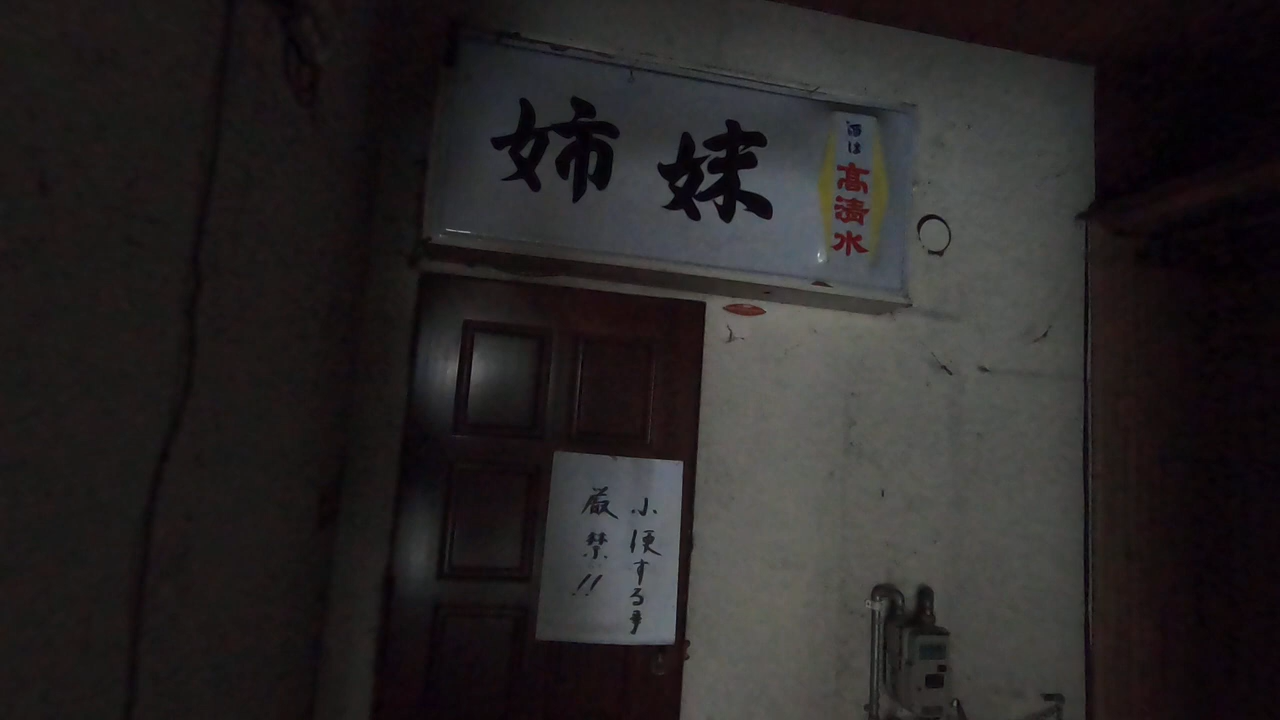 姉妹
酒は
高清水
小便する事
厳禁!!